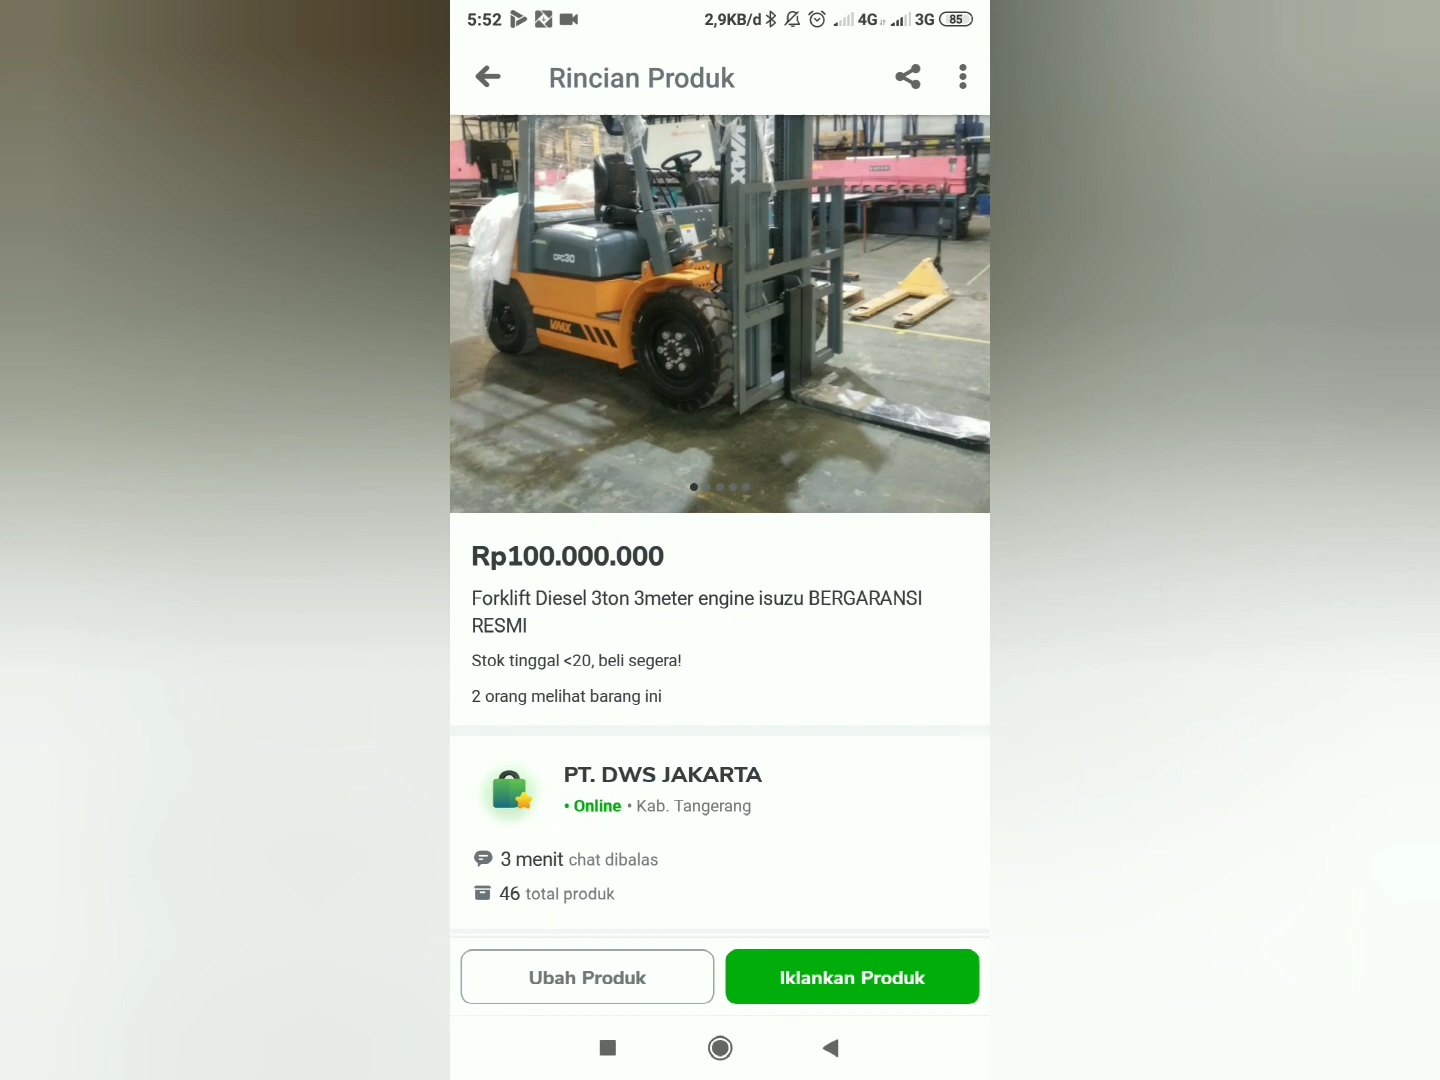 5:52 2,9KB/d 4G 3G 85
Rincian Produk
VMX
CPC30
VMX
Rp100.000.000
Forklift Diesel 3ton 3meter engine isuzu BERGARANSI
RESMI
Stok tinggal <20, beli segera!
2 orang melihat barang ini
PT. DWS JAKARTA
• Online • Kab. Tangerang
3 menit chat dibalas
46 total produk
Ubah Produk
Iklankan Produk